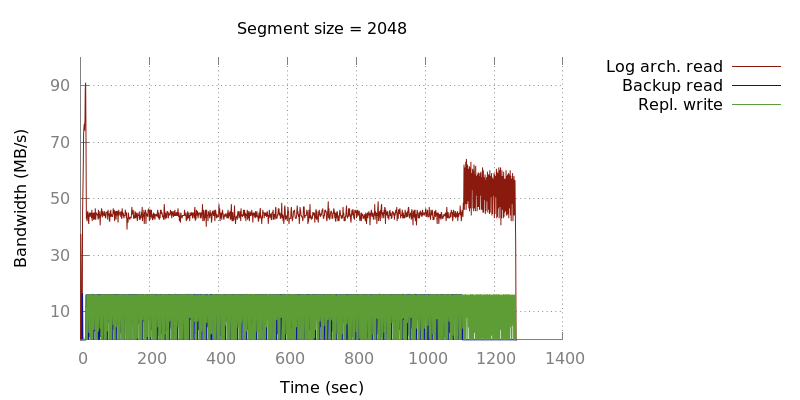 Segment size = 2048
Log arch. read
Backup read
Repl. write
Bandwidth (MB/s)
90
70
50
30
10
0 200 400 600 800 1000 1200 1400
Time (sec)